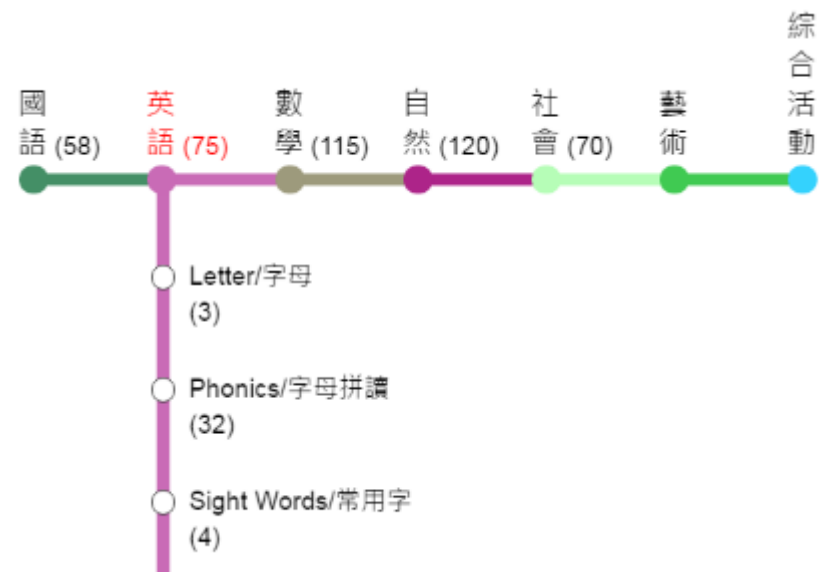 國語 (58)
英語 (75)
數學 (115)
自然 (120)
社會 (70)
藝術
綜合活動
Letter/字母
(3)
Phonics/字母拼讀
(32)
Sight Words/常用字
(4)